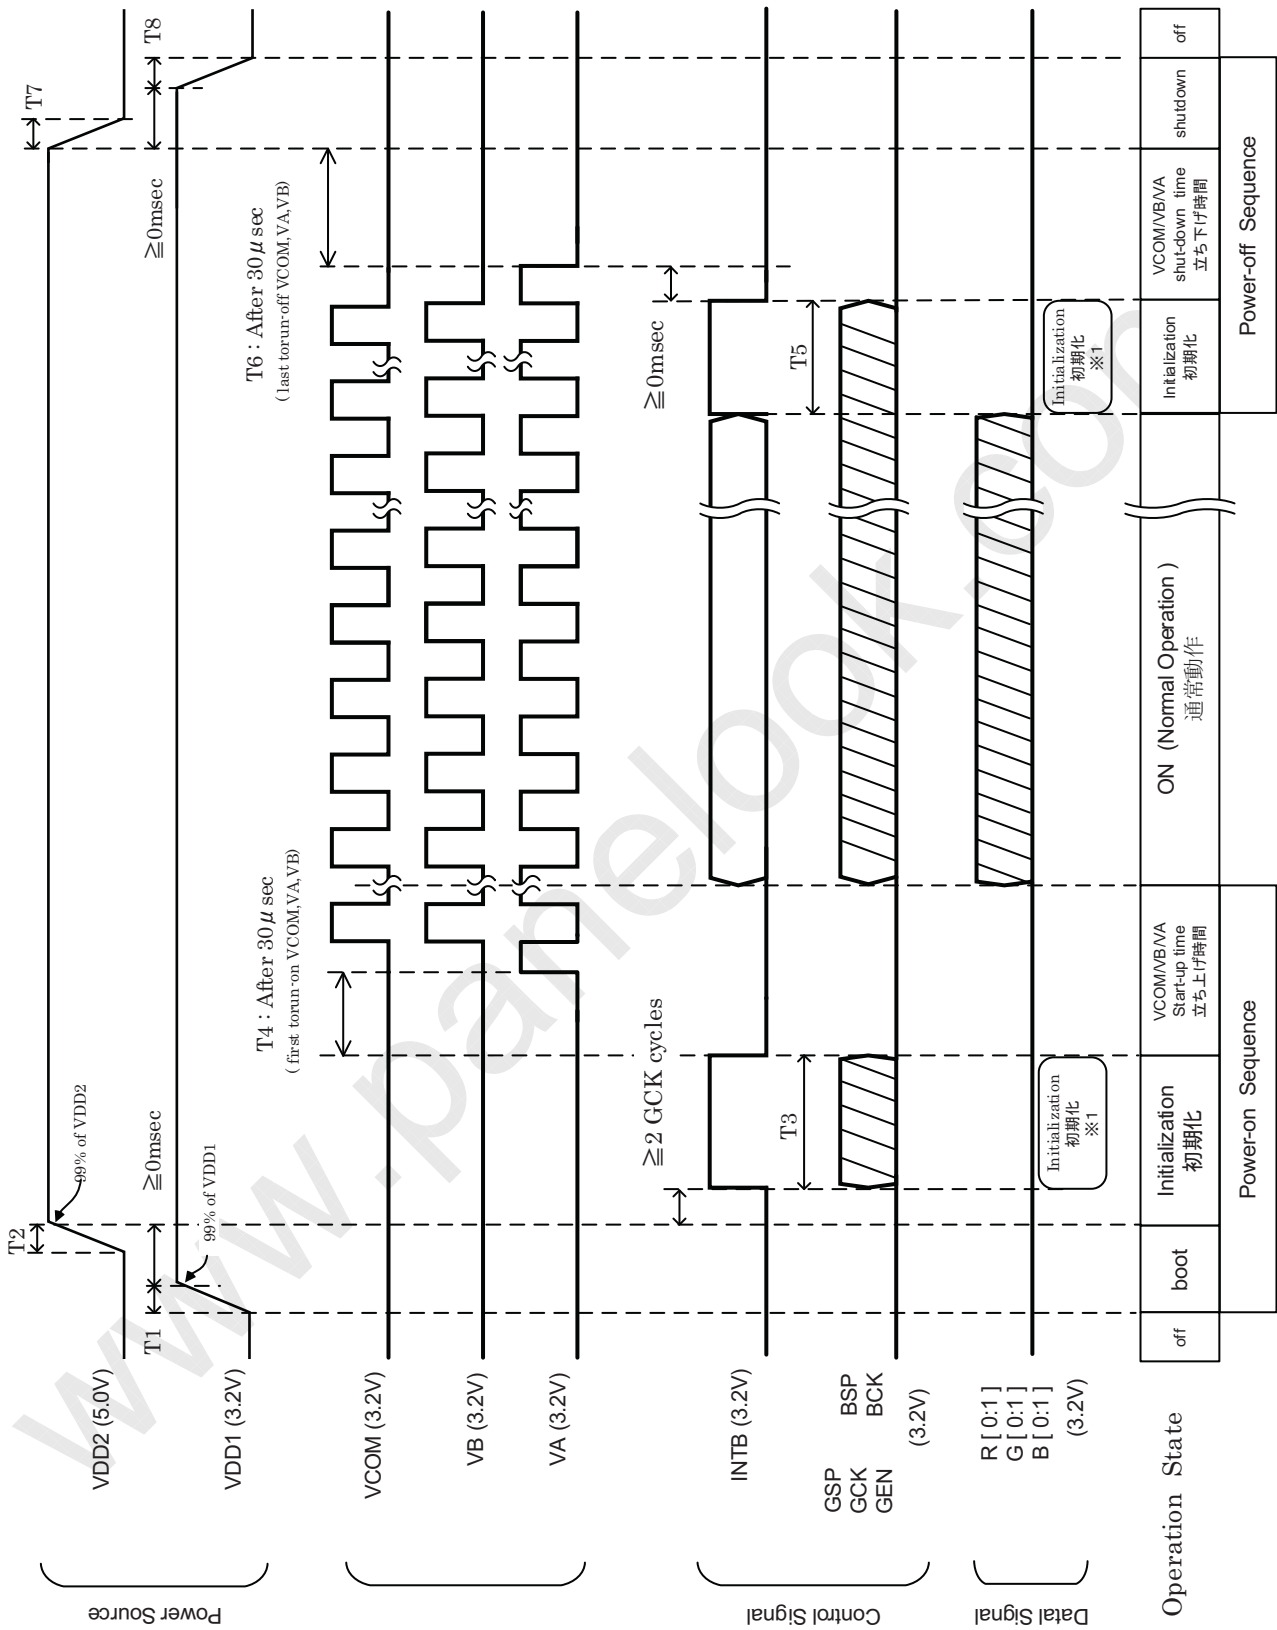 Power Source
VDD2 (5.0V)
VDD1 (3.2V)
T1
T2
99% of VDD2
99% of VDD1
≧0msec
T7
T8
≧0msec
VCOM (3.2V)
VB (3.2V)
VA (3.2V)
T4 : After 30μsec
( first torun-on VCOM,VA,VB)
T6 : After 30μsec
(last torun-off VCOM,VA,VB)
Control Signal
INTB (3.2V)
GSP BSP
GCK BCK
GEN
(3.2V)
≧2 GCK cycles
T3
≧0msec
T5
Datal Signal
R [ 0:1 ]
G [ 0:1 ]
B [ 0:1 ]
(3.2V)
Initialization
初期化
※1
Initialization
初期化
※1
Operation State
off
boot
Initialization
初期化
VCOM/VB/VA
Start-up time
立ち上げ時間
ON (Normal Operation )
通常動作
Initialization
初期化
VCOM/VB/VA
shut-down time
立ち下げ時間
shutdown
off
Power-on Sequence
Power-off Sequence
www.panelook.com